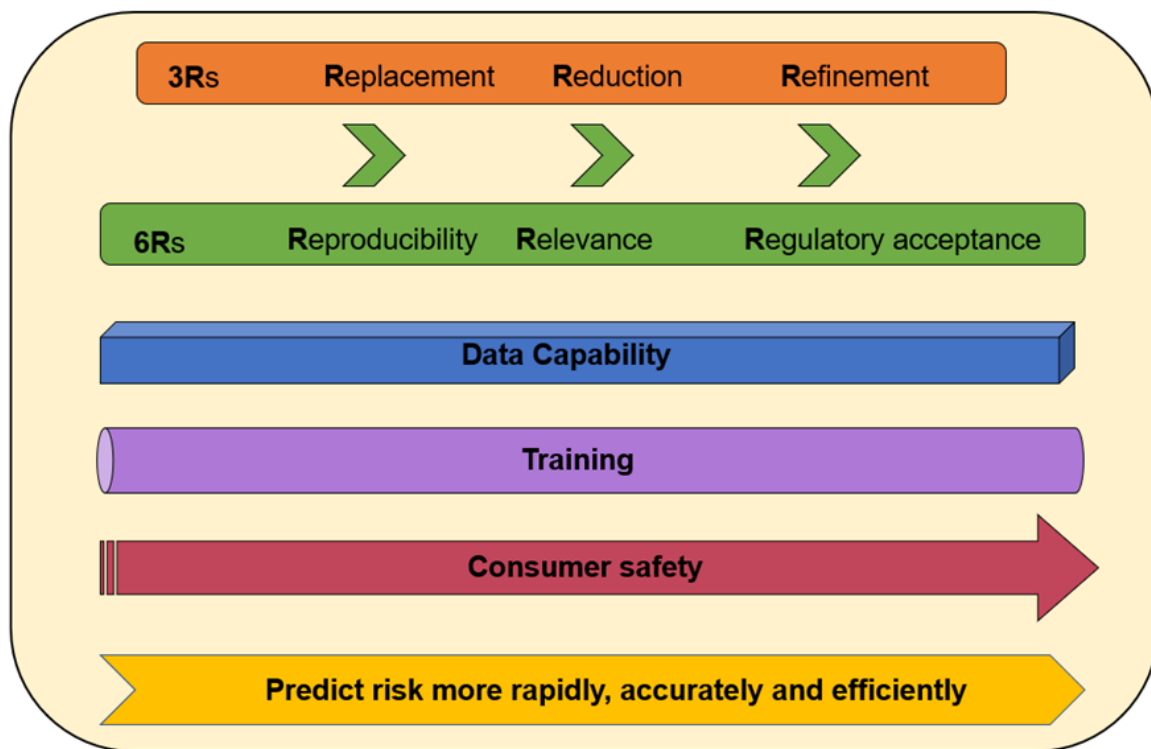 3Rs Replacement Reduction Refinement
6Rs Reproducibility Relevance Regulatory acceptance
Data Capability
Training
Consumer safety
Predict risk more rapidly, accurately and efficiently